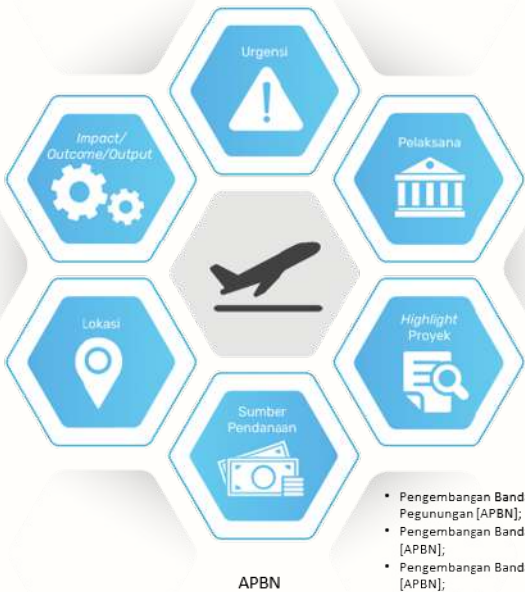 Urgensi
Impact/
Outcome/Output
Pelaksana
Lokasi
Highlight
Proyek
Sumber
Pendanaan
APBN
• Pengembangan Band
Pegunungan [APBN];
• Pengembangan Band
[APBN];
• Pengembangan Band
[APBN];